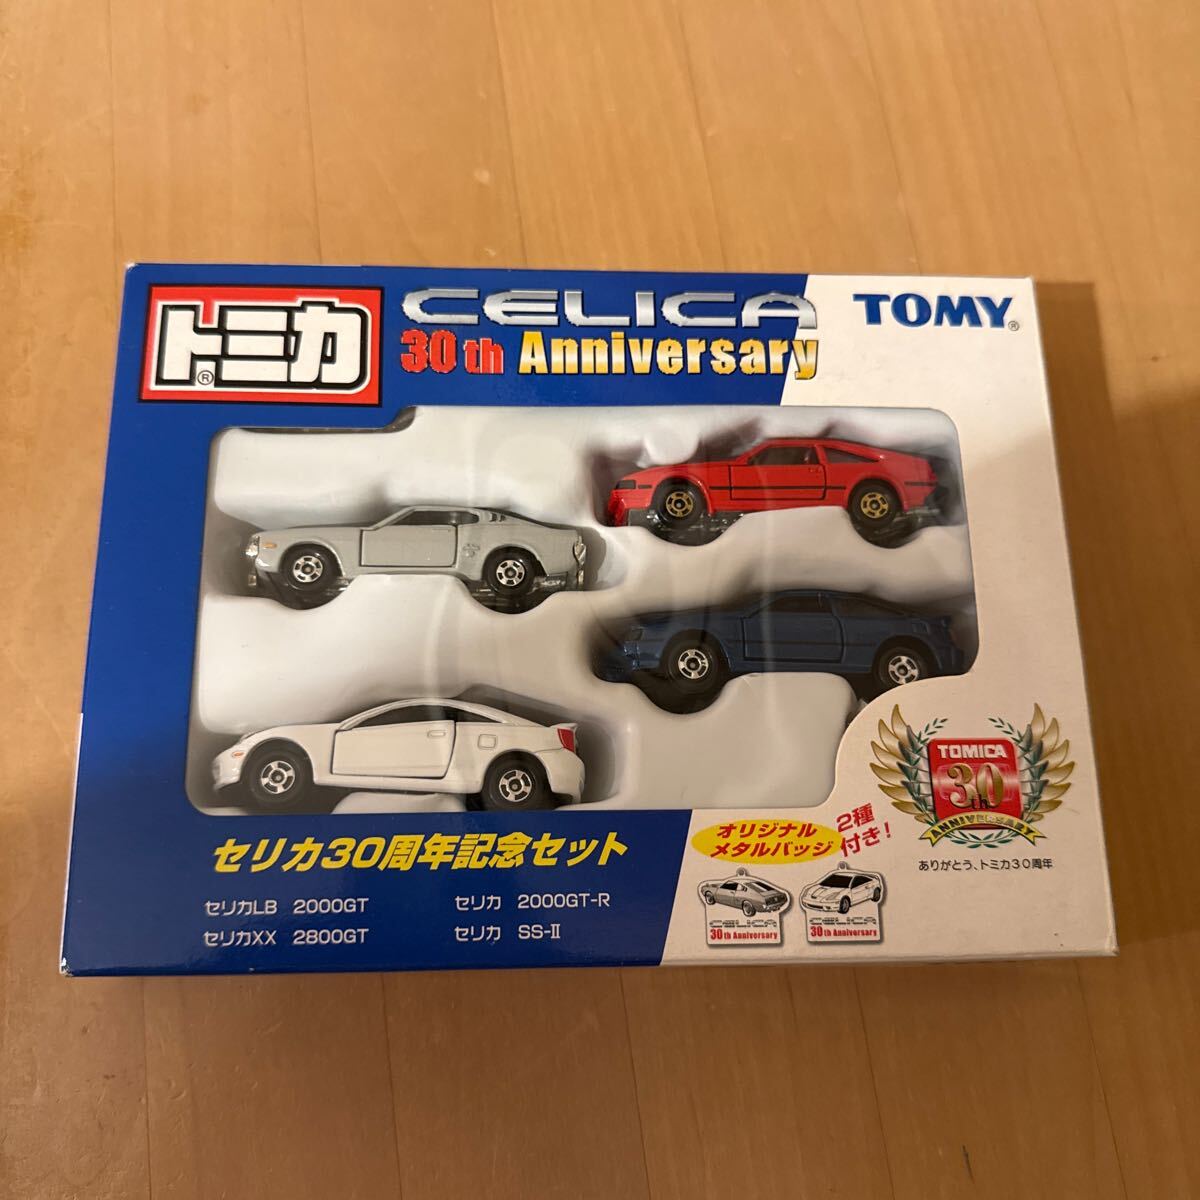 トミカ®
CELICA
30th Anniversary
TOMY®
セリカ30周年記念セット
セリカLB 2000GT
セリカ 2000GT-R
セリカXX 2800GT
セリカ SS-II
オリジナル
メタルバッジ
2種
付き!
CELICA
30th Anniversary
CELICA
30th Anniversary
TOMICA
30th
ANNIVERSARY
ありがとう、トミカ30周年